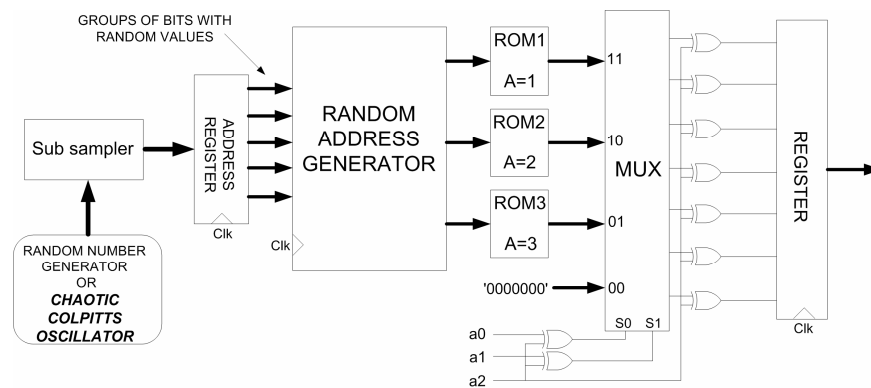 GROUPS OF BITS WITH
RANDOM VALUES
Sub sampler
RANDOM NUMBER
GENERATOR
OR
CHAOTIC
COLPITTS
OSCILLATOR
ADDRESS
REGISTER
Clk
RANDOM
ADDRESS
GENERATOR
Clk
ROM1
A=1
ROM2
A=2
ROM3
A=3
'0000000'
11
10
MUX
01
00
S0 S1
a0
a1
a2
REGISTER
Clk